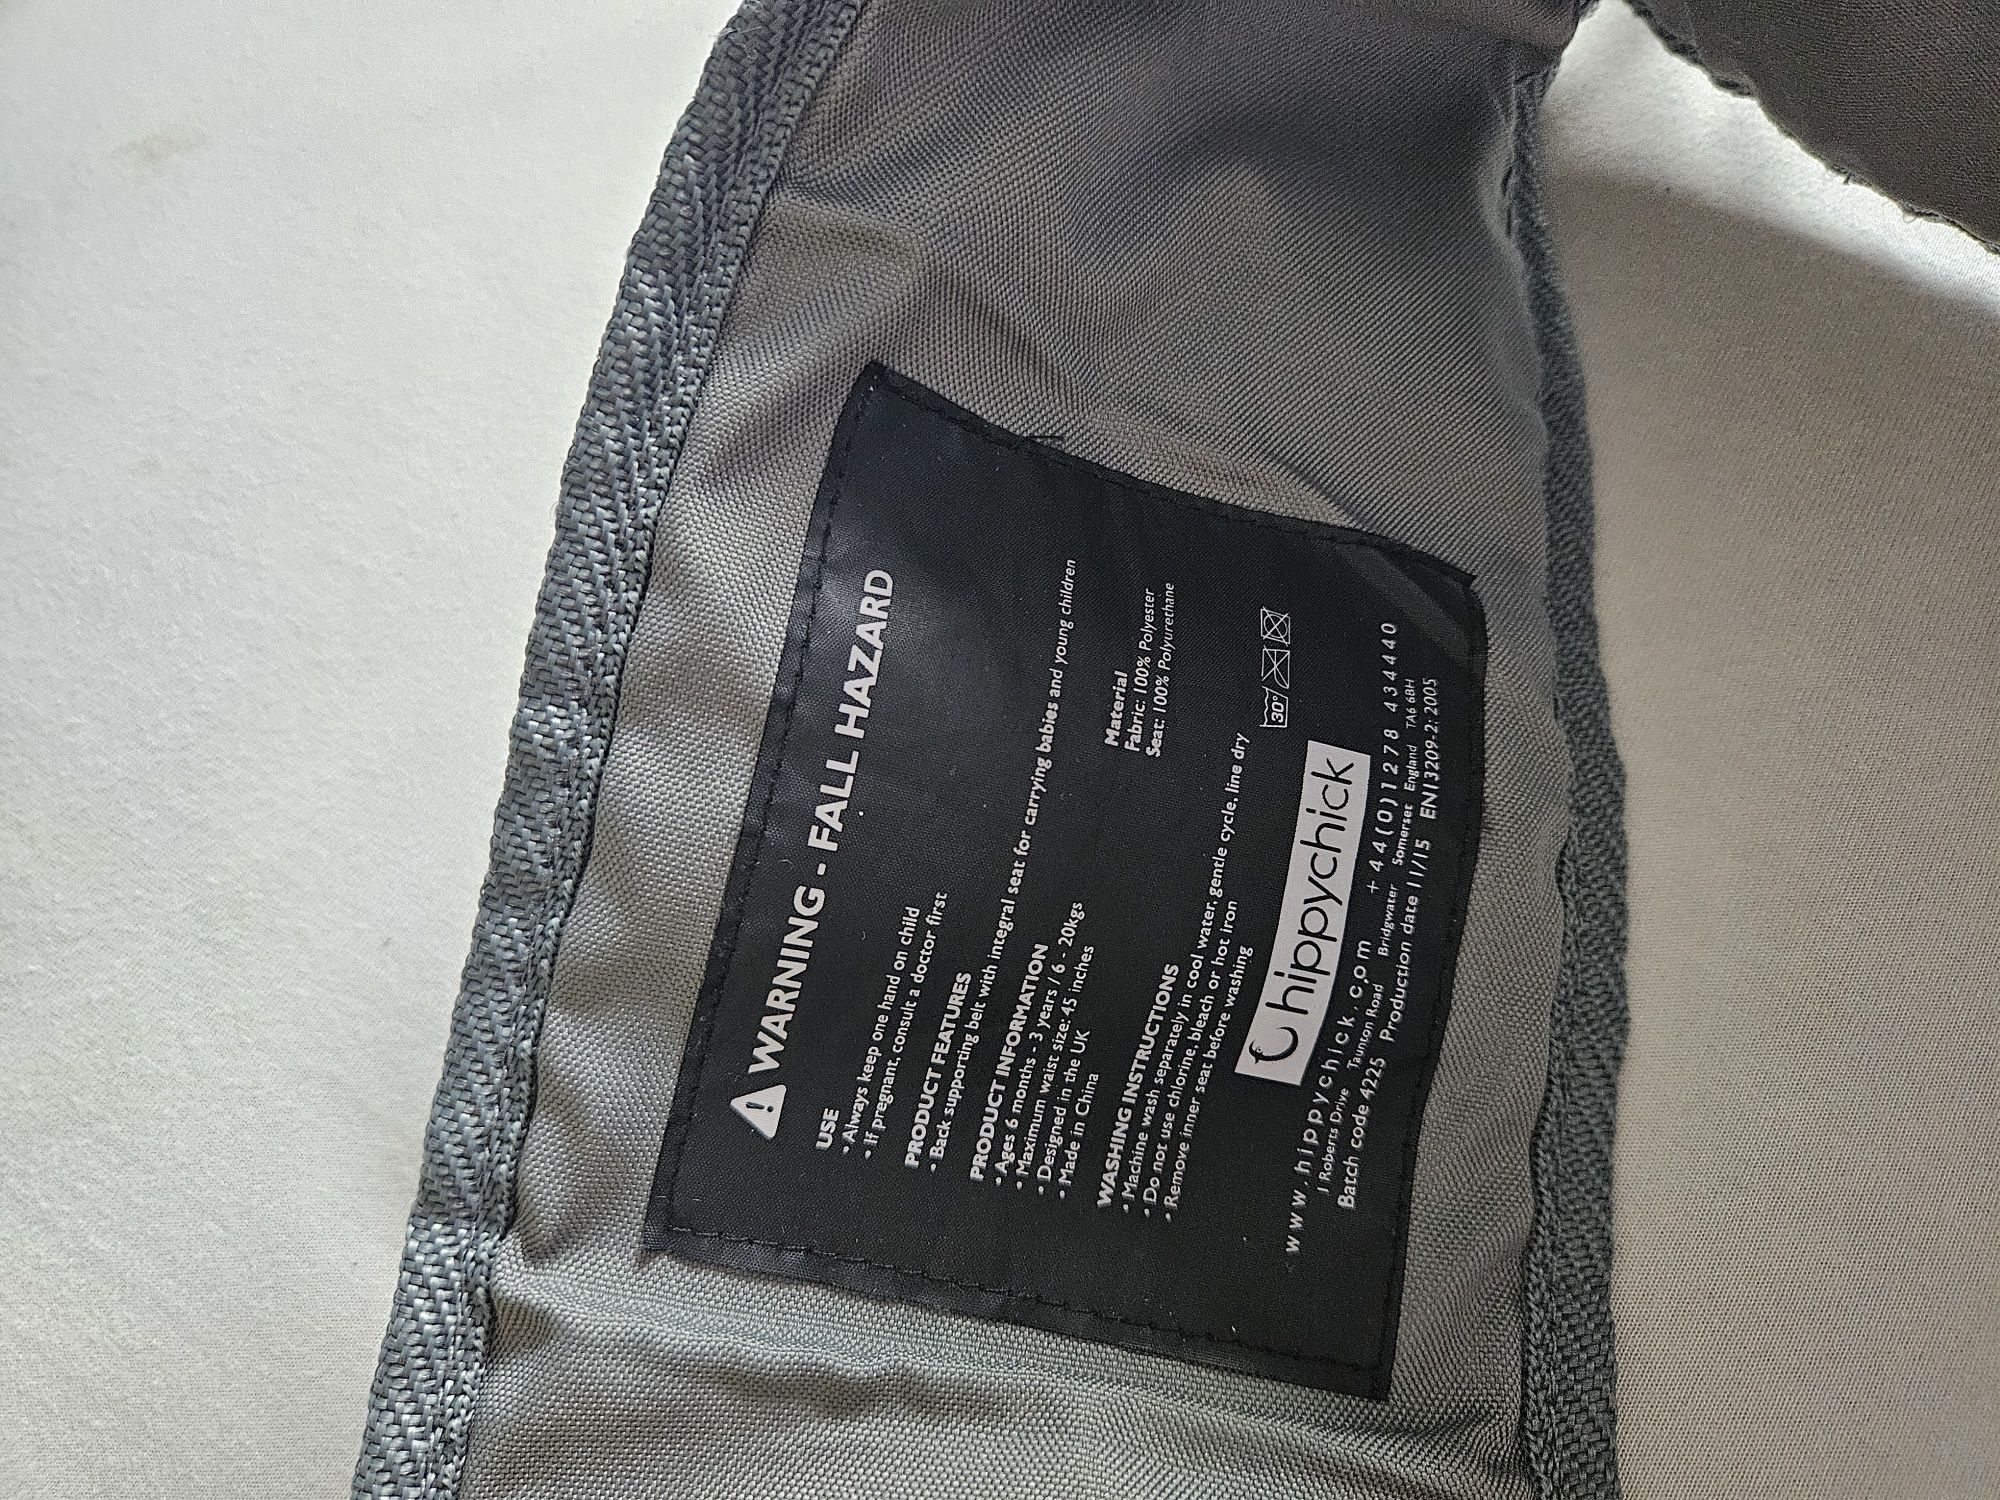 WARNING - FALL HAZARD
USE
• Always keep one hand on child
• If pregnant, consult a doctor first
PRODUCT FEATURES
• Back supporting belt with integral seat for carrying babies and young children
PRODUCT INFORMATION
• Ages 6 months - 3 years / 6 - 20kgs
• Maximum waist size: 45 inches
• Designed in the UK
• Made in China
Material
Fabric: 100% Polyester
Seat: 100% Polyurethane
WASHING INSTRUCTIONS
• Machine wash separately in cool water, gentle cycle, line dry
• Do not use chlorine, bleach or hot iron
• Remove inner seat before washing
30°
hippychick
www.hippychick.com +44(0)1278 434440
1 Roberts Drive Taunton Road Bridgwater Somerset England TA6 6BH
Batch code 4225 Production date 11/15 EN13209-2: 2005